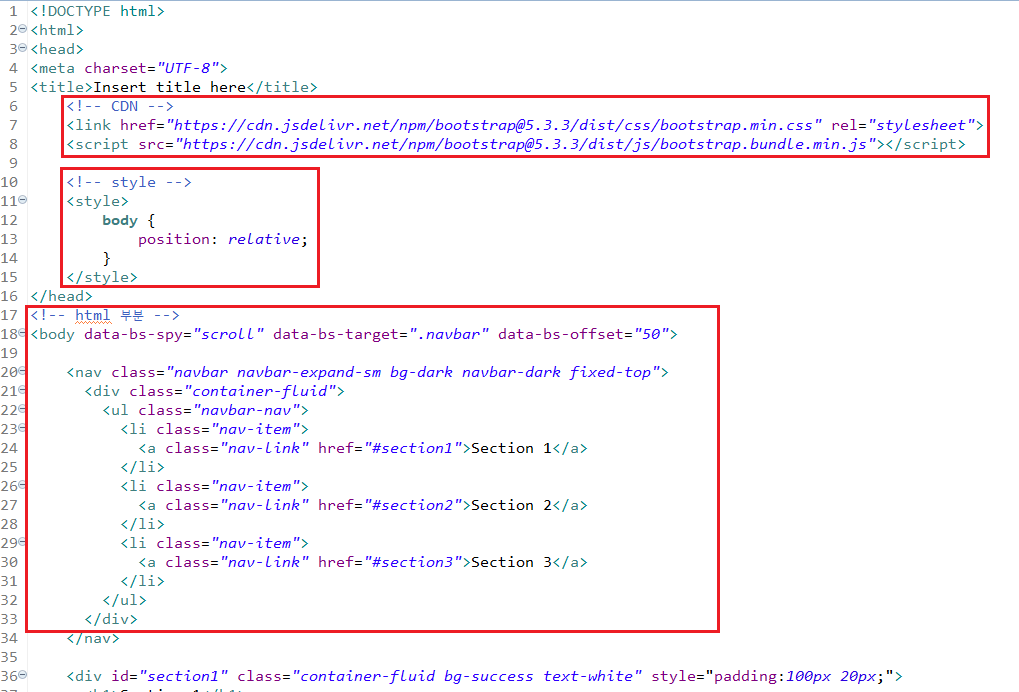 1 <!DOCTYPE html>
2 <html>
3 <head>
4 <meta charset="UTF-8">
5 <title>Insert title here</title>
6 <!-- CDN -->
7 <link href="https://cdn.jsdelivr.net/npm/bootstrap@5.3.3/dist/css/bootstrap.min.css" rel="stylesheet">
8 <script src="https://cdn.jsdelivr.net/npm/bootstrap@5.3.3/dist/js/bootstrap.bundle.min.js"></script>
9
10 <!-- style -->
11 <style>
12 body {
13 position: relative;
14 }
15 </style>
16 </head>
17 <!-- html 부분 -->
18 <body data-bs-spy="scroll" data-bs-target=".navbar" data-bs-offset="50">
19
20 <nav class="navbar navbar-expand-sm bg-dark navbar-dark fixed-top">
21 <div class="container-fluid">
22 <ul class="navbar-nav">
23 <li class="nav-item">
24 <a class="nav-link" href="#section1">Section 1</a>
25 </li>
26 <li class="nav-item">
27 <a class="nav-link" href="#section2">Section 2</a>
28 </li>
29 <li class="nav-item">
30 <a class="nav-link" href="#section3">Section 3</a>
31 </li>
32 </ul>
33 </div>
34 </nav>
35
36 <div id="section1" class="container-fluid bg-success text-white" style="padding:100px 20px;">